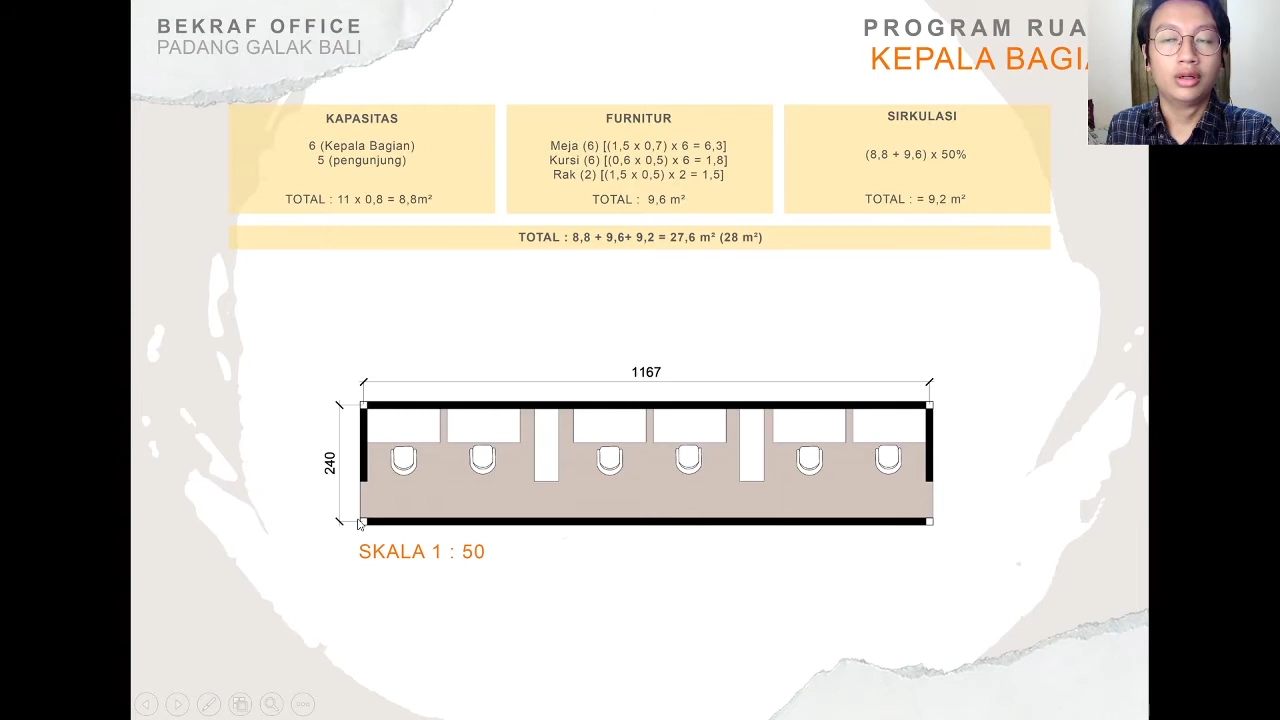 BEKRAF OFFICE
PADANG GALAK BALI
PROGRAM RUA
KEPALA BAGIA
KAPASITAS
6 (Kepala Bagian)
5 (pengunjung)
TOTAL : 11 x 0,8 = 8,8m²
FURNITUR
Meja (6) [(1,5 x 0,7) x 6 = 6,3]
Kursi (6) [(0,6 x 0,5) x 6 = 1,8]
Rak (2) [(1,5 x 0,5) x 2 = 1,5]
TOTAL : 9,6 m²
SIRKULASI
(8,8 + 9,6) x 50%
TOTAL : = 9,2 m²
TOTAL : 8,8 + 9,6+ 9,2 = 27,6 m² (28 m²)
1167
240
SKALA 1 : 50